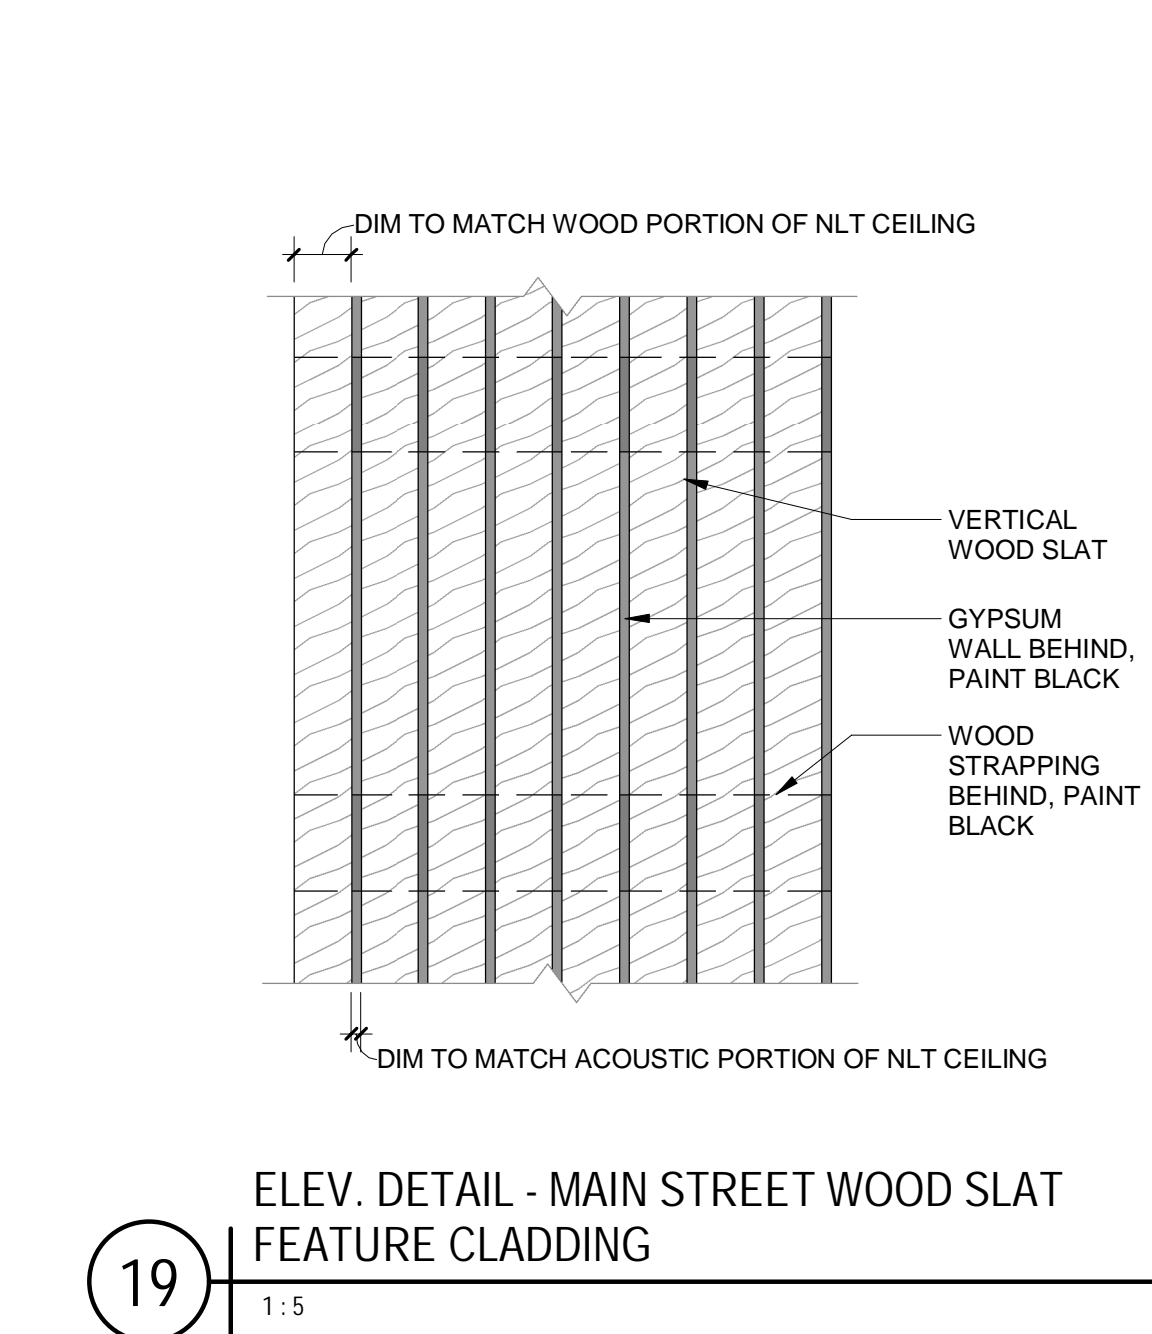 DIM TO MATCH WOOD PORTION OF NLT CEILING
VERTICAL
WOOD SLAT
GYPSUM
WALL BEHIND,
PAINT BLACK
WOOD
STRAPPING
BEHIND, PAINT
BLACK
DIM TO MATCH ACOUSTIC PORTION OF NLT CEILING
ELEV. DETAIL - MAIN STREET WOOD SLAT
FEATURE CLADDING
19
1 : 5